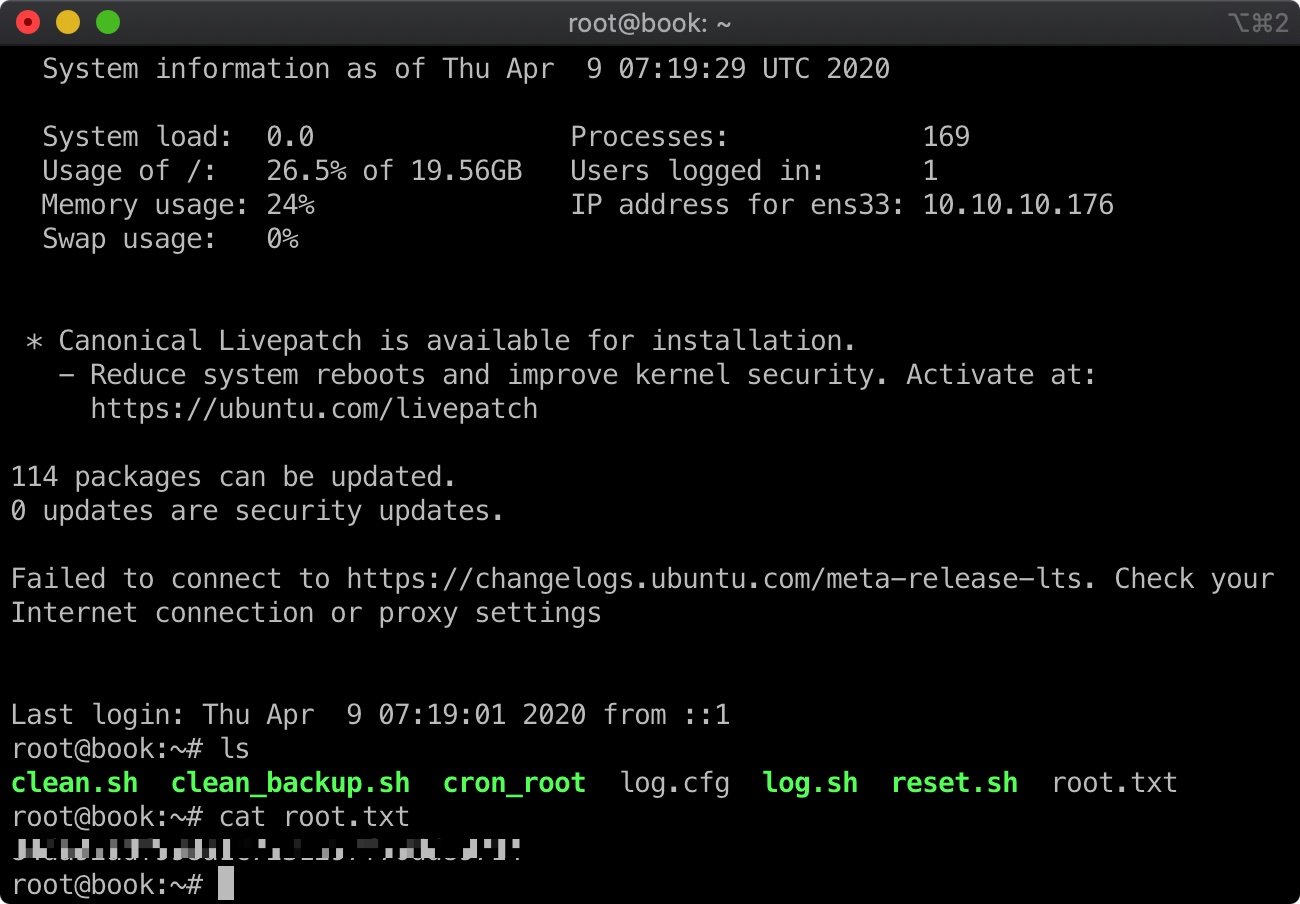 root@book: ~ ⌥⌘2
System information as of Thu Apr  9 07:19:29 UTC 2020
System load:  0.0                Processes:            169
Usage of /:   26.5% of 19.56GB   Users logged in:      1
Memory usage: 24%                IP address for ens33: 10.10.10.176
Swap usage:   0%
* Canonical Livepatch is available for installation.
- Reduce system reboots and improve kernel security. Activate at:
https://ubuntu.com/livepatch
114 packages can be updated.
0 updates are security updates.
Failed to connect to https://changelogs.ubuntu.com/meta-release-lts. Check your
Internet connection or proxy settings
Last login: Thu Apr  9 07:19:01 2020 from ::1
root@book:~# ls
clean.sh  clean_backup.sh  cron_root  log.cfg  log.sh  reset.sh  root.txt
root@book:~# cat root.txt
root@book:~#